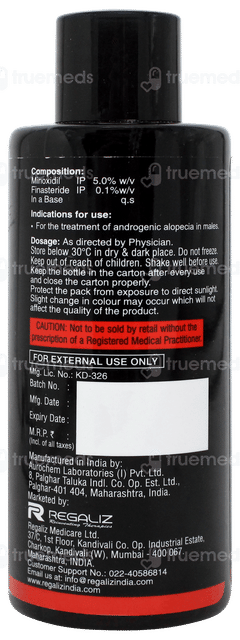 truemeds
Composition:
Minoxidil IP 5.0% w/v
Finasteride IP 0.1%w/v
In a Base q.s
Indications for use:
• For the treatment of androgenic alopecia in males.
Dosage: As directed by Physician.
Store below 30°C in dry & dark place. Do not freeze.
Keep out of reach of children. Shake well before use.
Keep the bottle in the carton after every use
and close the carton properly.
Protect the pack from exposure to direct sunlight.
Slight change in colour may occur which will not
affect the quality of the product.
CAUTION: Not to be sold by retail without the
prescription of a Registered Medical Practitioner.
FOR EXTERNAL USE ONLY
Mfg. Lic. No.: KD-326
Batch No. :
Mfg. Date :
Expiry Date :
M.R.P. ₹ :
(Incl. of all taxes)
Manufactured in India by:
Aurochem Laboratories (I) Pvt. Ltd.
8, Palghar Taluka Indl. Co. Op. Est. Ltd.,
Palghar-401 404, Maharashtra, India.
Marketed by:
REGALIZ
Regaliz Medicare Ltd.
37/C, 1st Floor, Kandivali Co. Op. Industrial Estate,
Charkop, Kandivali (W), Mumbai - 400 067,
Maharashtra, INDIA.
Customer Support No.: 022-40586814
Email us at: info@regalizindia.com
www.regalizindia.com